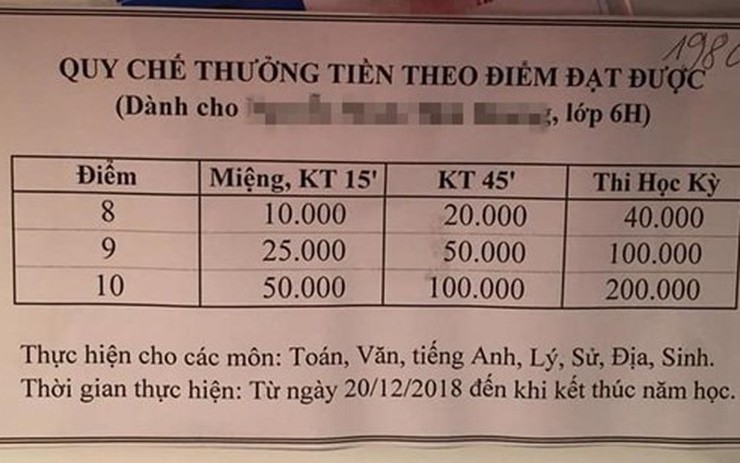 1980
QUY CHẾ THƯỞNG TIỀN THEO ĐIỂM ĐẠT ĐƯỢC
(Dành cho , lớp 6H)
Điểm Miệng, KT 15' KT 45' Thi Học Kỳ
8 10.000 20.000 40.000
9 25.000 50.000 100.000
10 50.000 100.000 200.000
Thực hiện cho các môn: Toán, Văn, tiếng Anh, Lý, Sử, Địa, Sinh.
Thời gian thực hiện: Từ ngày 20/12/2018 đến khi kết thúc năm học.